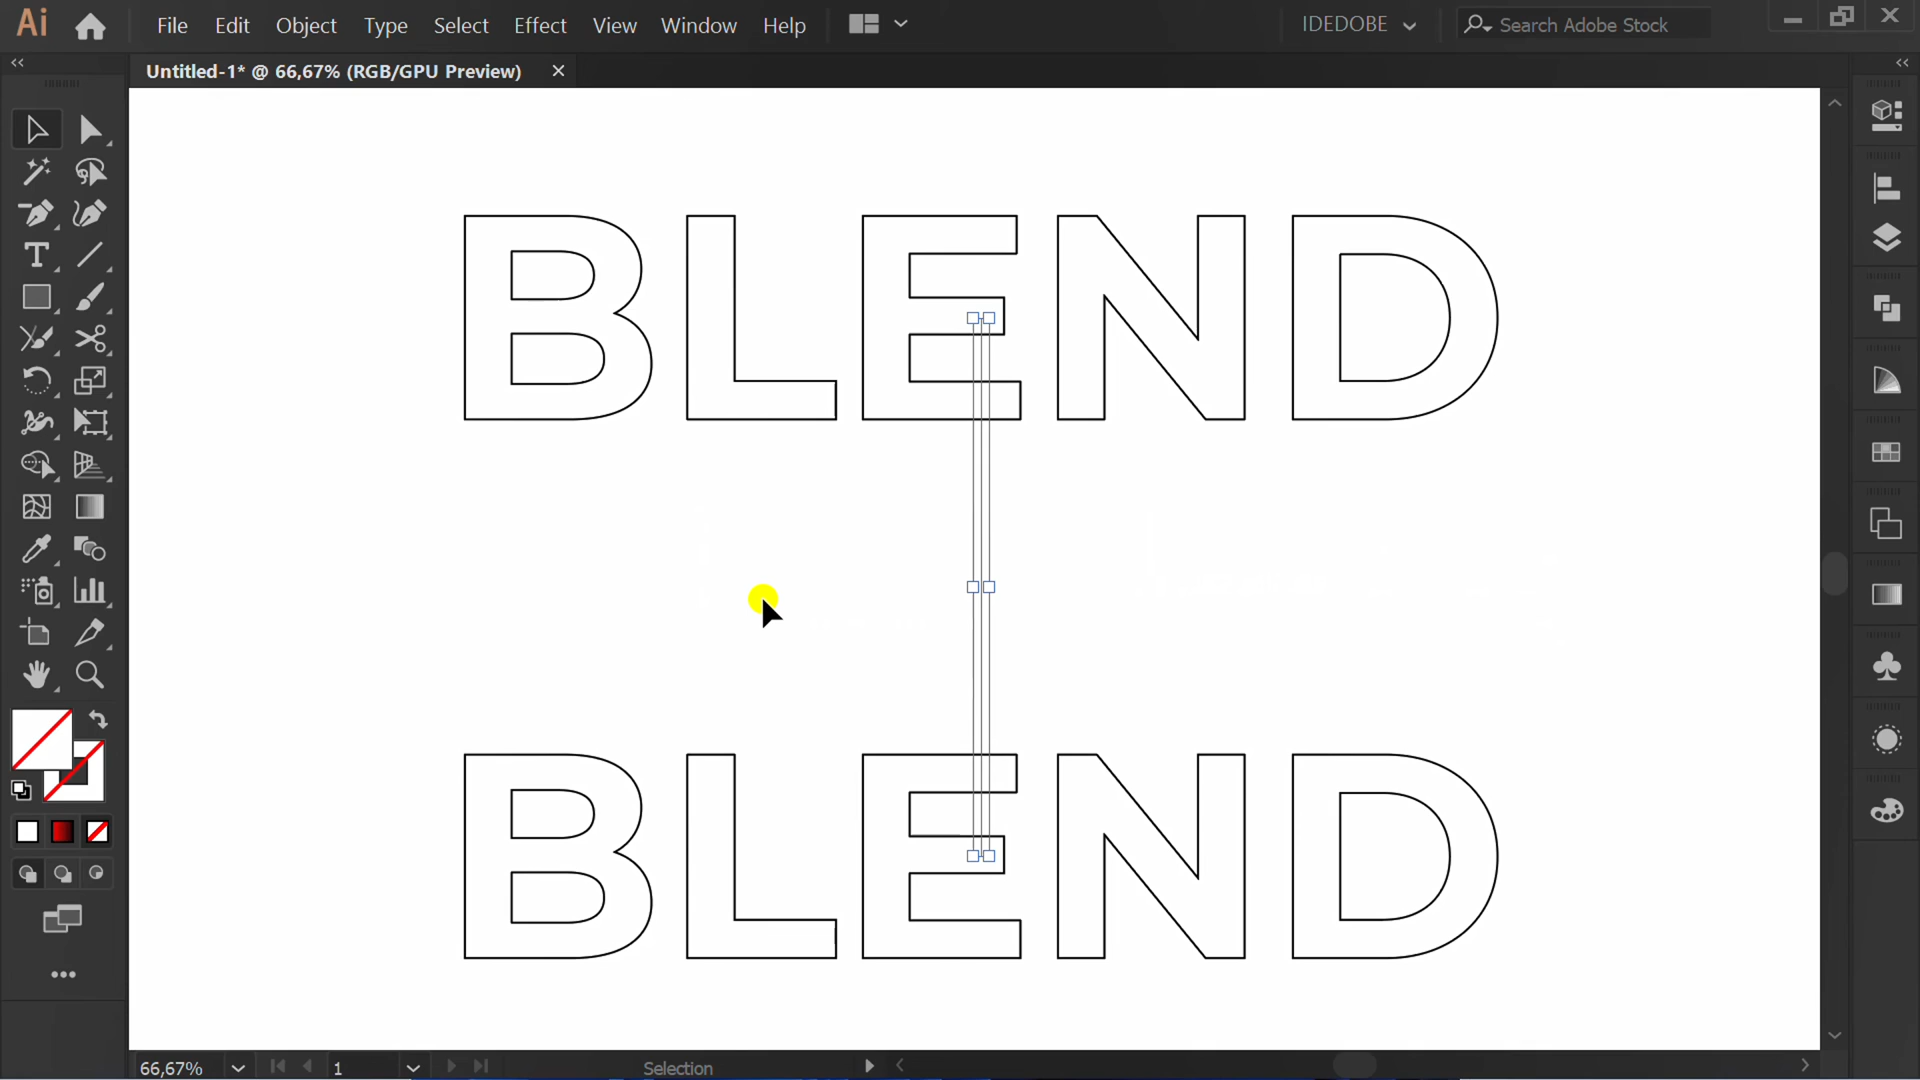 Ai File Edit Object Type Select Effect View Window Help IDEDOBE Search Adobe Stock
Untitled-1* @ 66,67% (RGB/GPU Preview)
BLEND
BLEND
66,67% 1 Selection